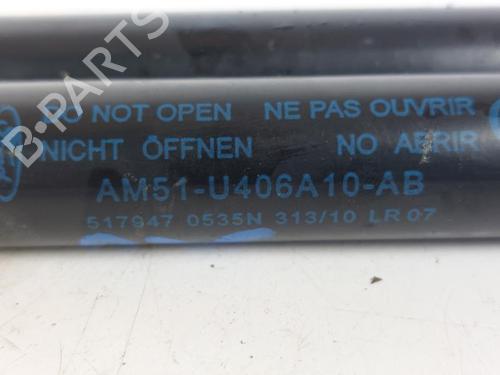 DO NOT OPEN NE PAS OUVRIR
NICHT ÖFFNEN NO ABRIR
AM51-U406A10-AB
517947 0535N 313/10 LR 07
B-PARTS